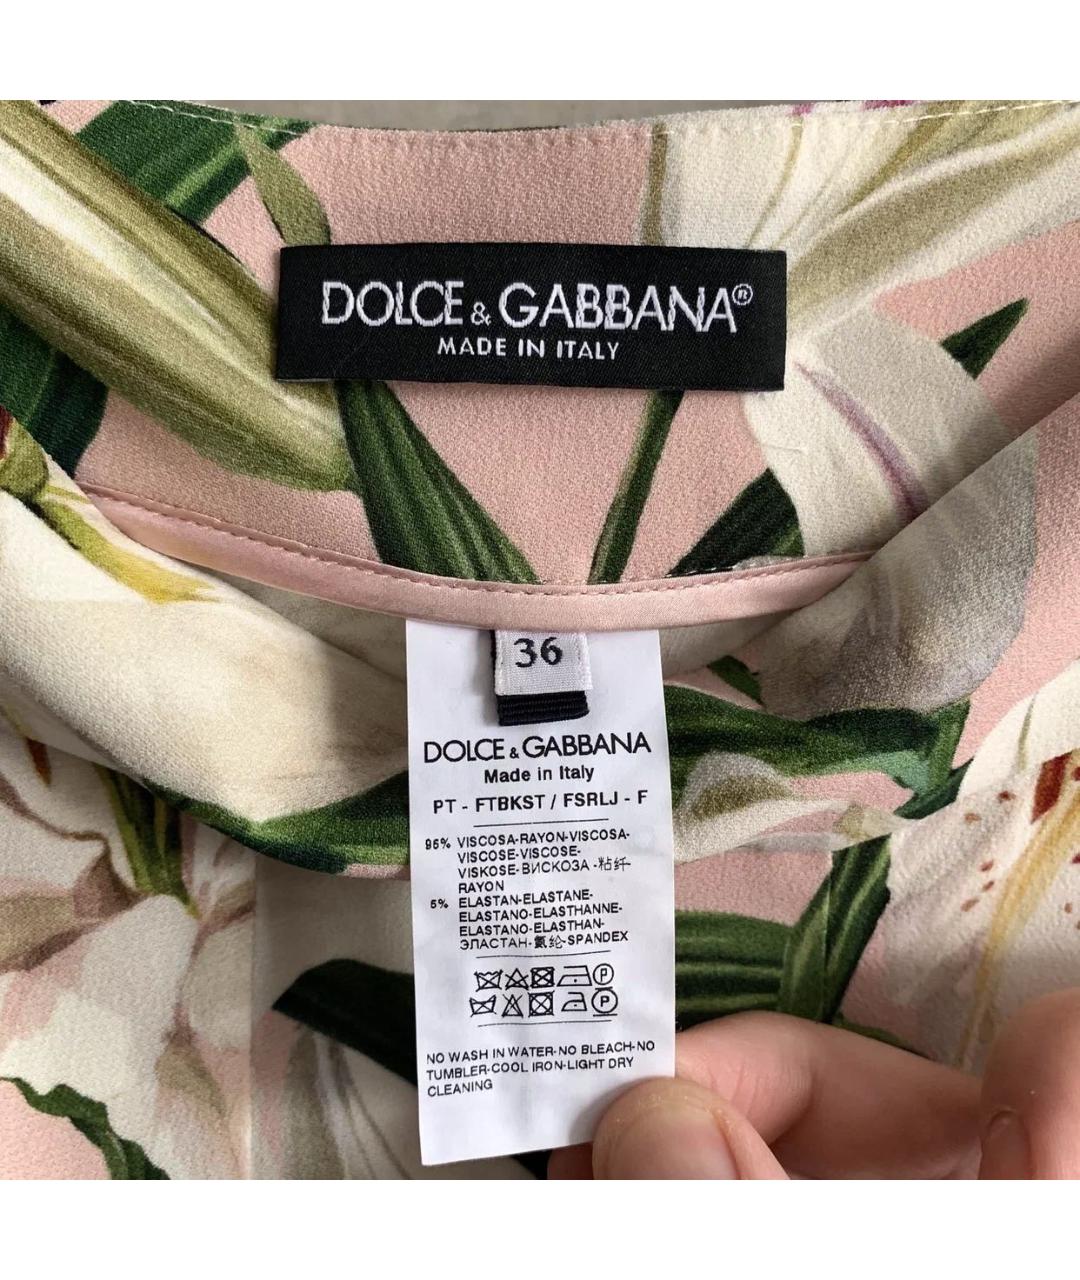 DOLCE & GABBANA®
MADE IN ITALY
36
DOLCE & GABBANA
Made in Italy
PT - FTBKST / FSRLJ - F
95% VISCOSA-RAYON-VISCOSA-
VISCOSE-VISCOSE-
VISKOSE-ВИСКОЗА -粘纤-
RAYON
5% ELASTAN-ELASTANE-
ELASTANO-ELASTHANNE-
ELASTANO-ELASTHAN-
ЭЛАСТАН-氨纶-SPANDEX
P
P
NO WASH IN WATER-NO BLEACH-NO
TUMBLER-COOL IRON-LIGHT DRY
CLEANING